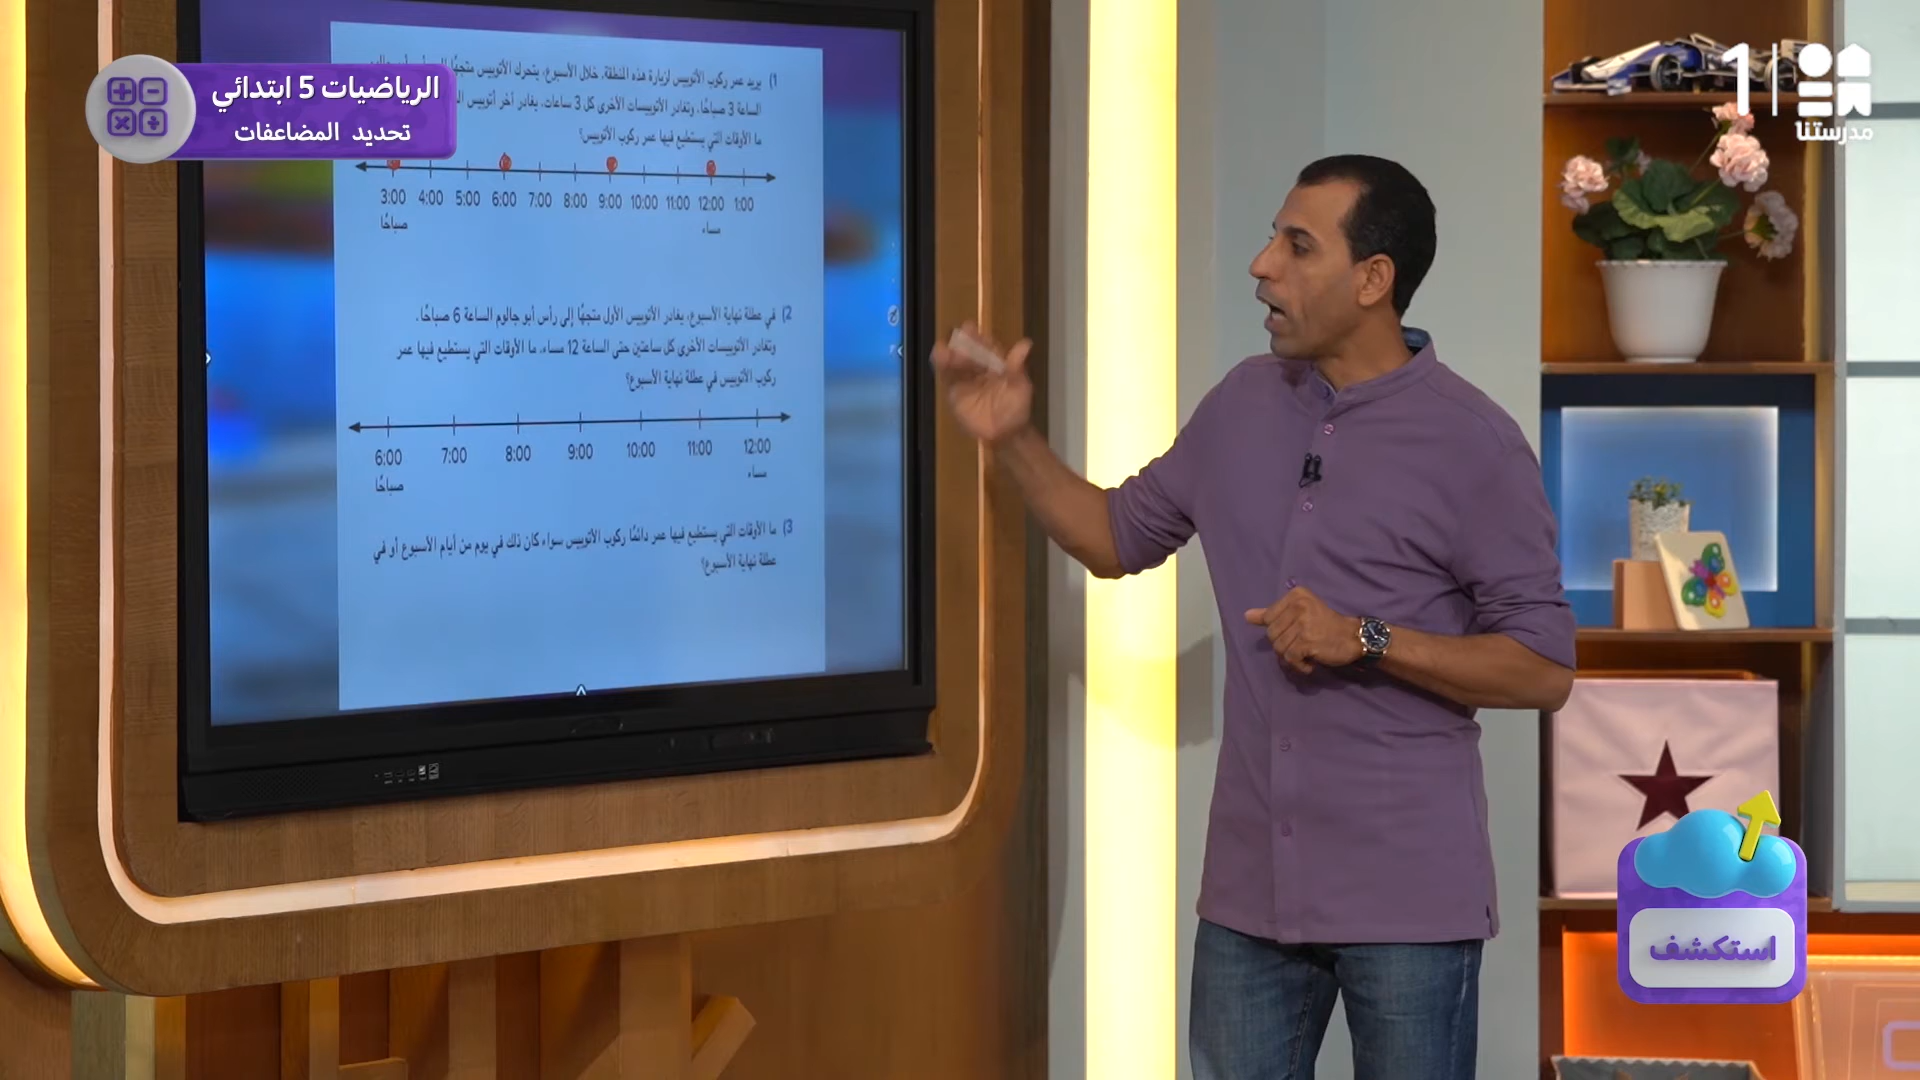 الرياضيات 5 ابتدائي
تحديد المضاعفات
1
مدرستنا
1) يريد عمر ركوب الأتوبيس لزيارة هذه المنطقة. خلال الأسبوع، يتحرك الأتوبيس متجهًا
الساعة 3 صباحًا، وتغادر الأتوبيسات الأخرى كل 3 ساعات. يغادر آخر أتوبيس
ما الأوقات التي يستطيع فيها عمر ركوب الأتوبيس؟
3:00 4:00 5:00 6:00 7:00 8:00 9:00 10:00 11:00 12:00 1:00
صباحًا مساء
2) في عطلة نهاية الأسبوع، يغادر الأتوبيس الأول متجهًا إلى رأس أبو جالوم الساعة 6 صباحًا.
وتغادر الأتوبيسات الأخرى كل ساعتين حتى الساعة 12 مساء. ما الأوقات التي يستطيع فيها عمر
ركوب الأتوبيس في عطلة نهاية الأسبوع؟
6:00 7:00 8:00 9:00 10:00 11:00 12:00
صباحًا مساء
3) ما الأوقات التي يستطيع فيها عمر دائمًا ركوب الأتوبيس سواء كان ذلك في يوم من أيام الأسبوع أو في
عطلة نهاية الأسبوع؟
استكشف